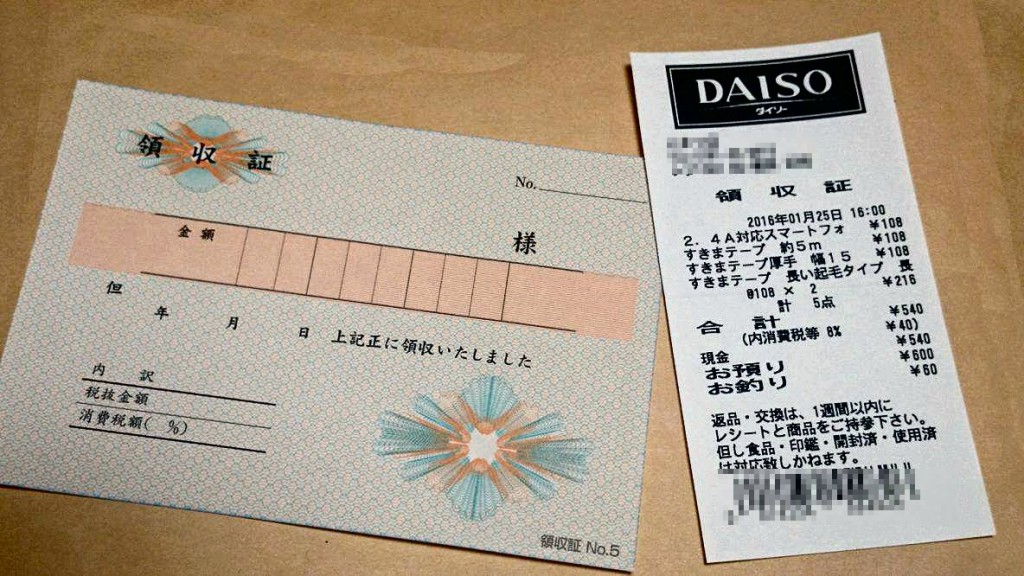 領収証
No.
様
金額
但
年 月 日 上記正に領収いたしました
内 訳
税抜金額
消費税額( %)
領収証 No.5
DAISO
ダイソー
領 収 証
2016年01月25日 16:00
2.4A対応スマートフォ ¥108
すきまテープ 約5m ¥108
すきまテープ厚手 幅15 ¥108
すきまテープ 長い起毛タイプ 長
@108 × 2 ¥216
計 5点
合 計 ¥540
(内消費税等 8% ¥40)
現金 ¥540
お預り ¥600
お釣り ¥60
返品・交換は、1週間以内に
レシートと商品をご持参下さい。
但し食品・印鑑・開封済・使用済
は対応致しかねます。